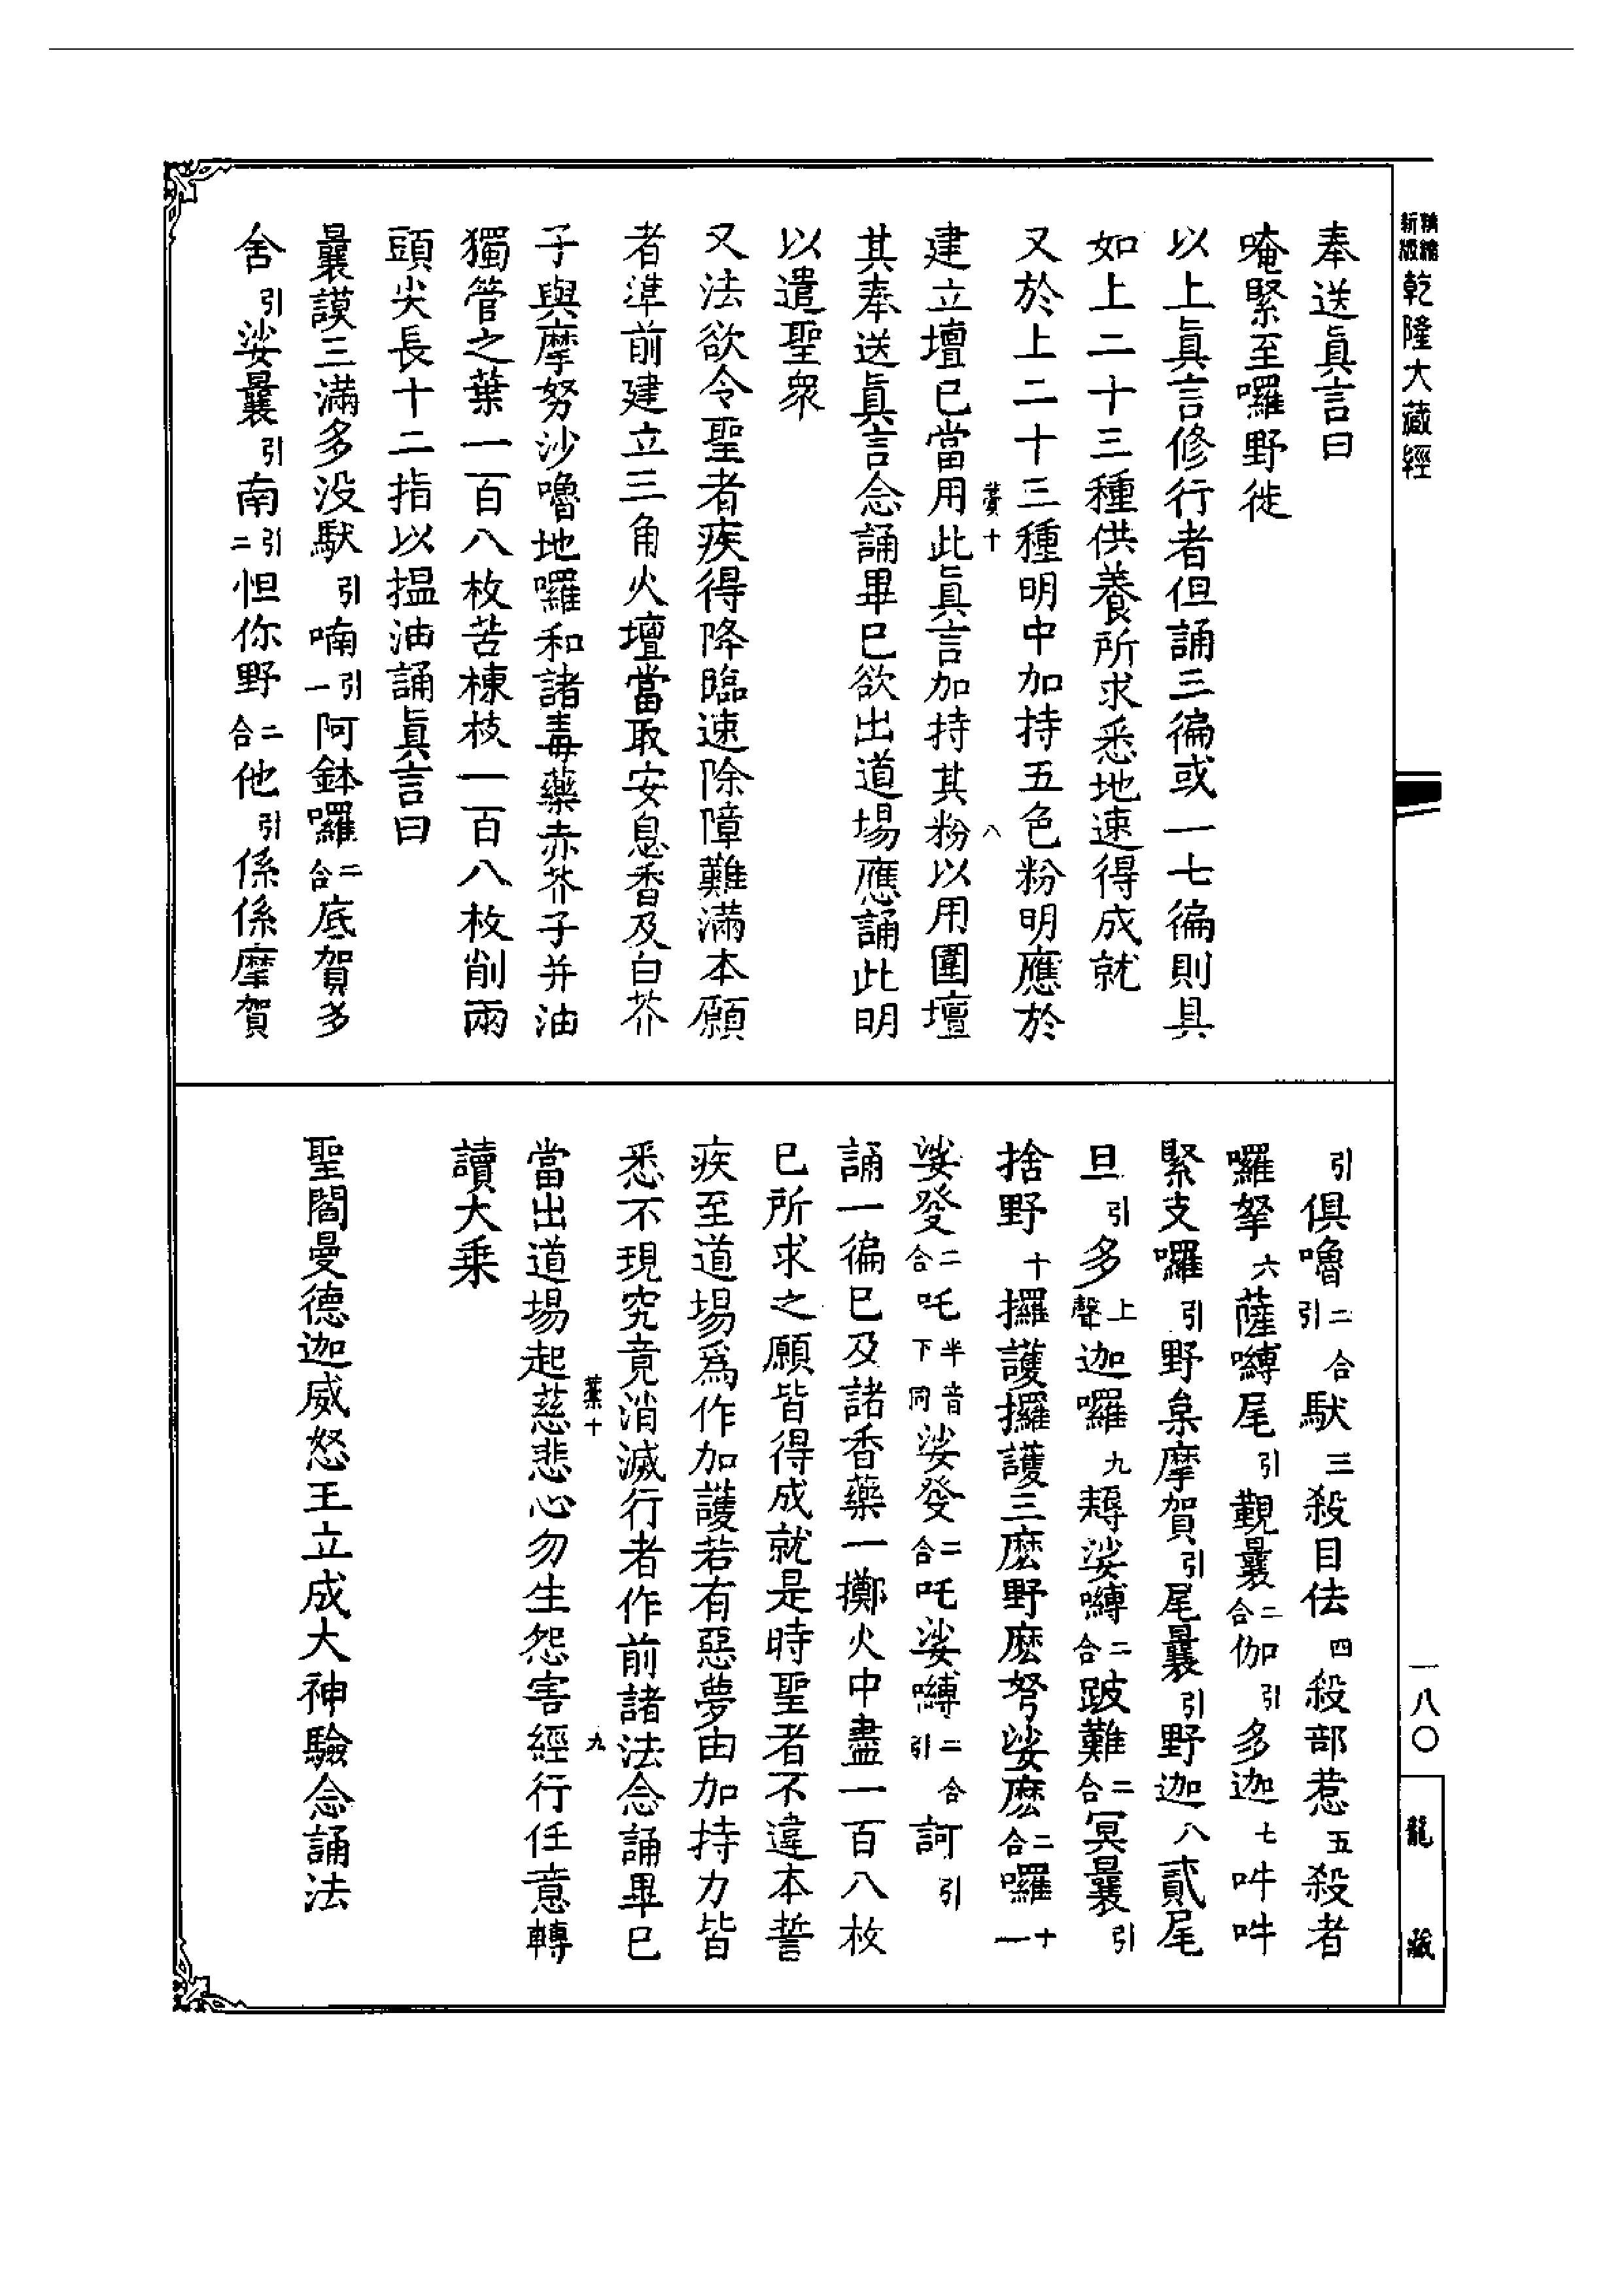 精縮新版乾隆大藏經
奉送眞言曰
唵緊至囉野徙
以上眞言修行者但誦三徧或一七徧則具
如上二十三種供養所求悉地速得成就
又於上二十三種明中加持五色粉明應於
十
八
建立壇已當用此眞言加持其粉以用圍壇
其奉送眞言念誦畢已欲出道場應誦此明
以遣聖衆
又法欲令聖者疾得降臨速除障難滿本願
者準前建立三角火壇當取安息香及白芥
子與摩努沙嚕地囉和諸毒藥赤芥子并油
獨管之葉一百八枚苦楝枝一百八枚削兩
頭尖長十二指以揾油誦眞言曰
曩謨三滿多没馱引喃引一阿鉢囉二合底賀多
舍引娑曩引南引二怛你野二合他引係係摩賀
引俱嚕二合引馱三殺目佉四殺部惹五殺者
囉拏六薩嚩尾引覲曩二合伽引多迦七吽吽
緊支囉引野枲摩賀引尾曩引野迦八貳尾
旦引多上聲迦囉九麹娑嚩二合跛難二合冥曩引
捨野十攞護攞護三麽野麽弩娑麽二合囉十一
娑發二合吒半音下同娑發二合吒娑嚩二合引訶引
誦一徧已及諸香藥一擲火中盡一百八枚
已所求之願皆得成就是時聖者不違本誓
疾至道場爲作加護若有惡夢由加持力皆
悉不現究竟消滅行者作前諸法念誦畢已
十
九
當出道場起慈悲心勿生怨害經行任意轉
讀大乘
聖閻曼德迦威怒王立成大神驗念誦法
一八〇
龍藏